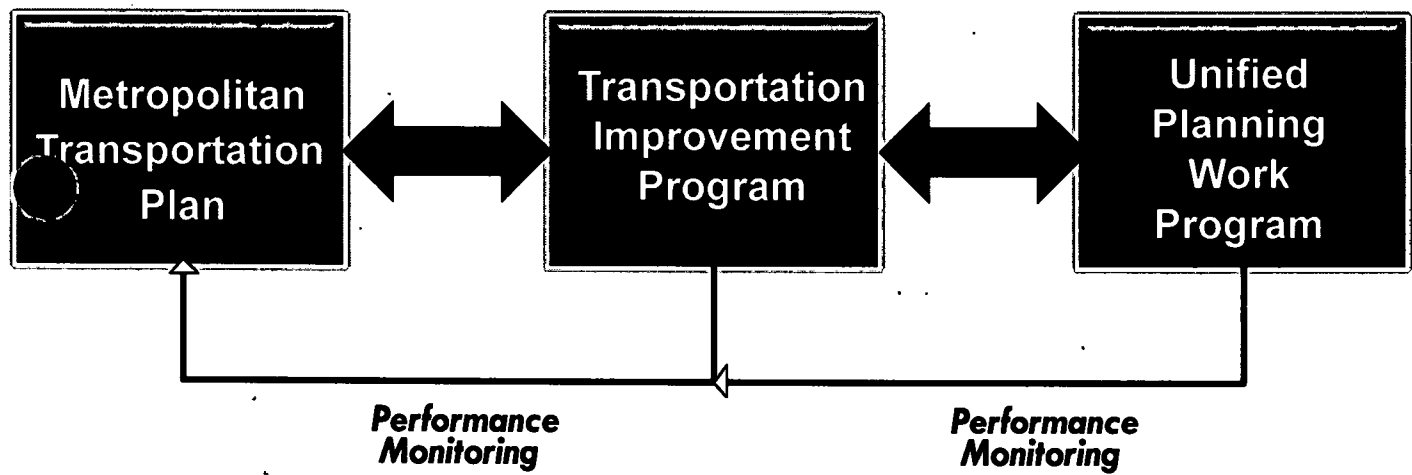 Metropolitan
Transportation
Plan
Transportation
Improvement
Program
Unified
Planning
Work
Program
Performance
Monitoring
Performance
Monitoring